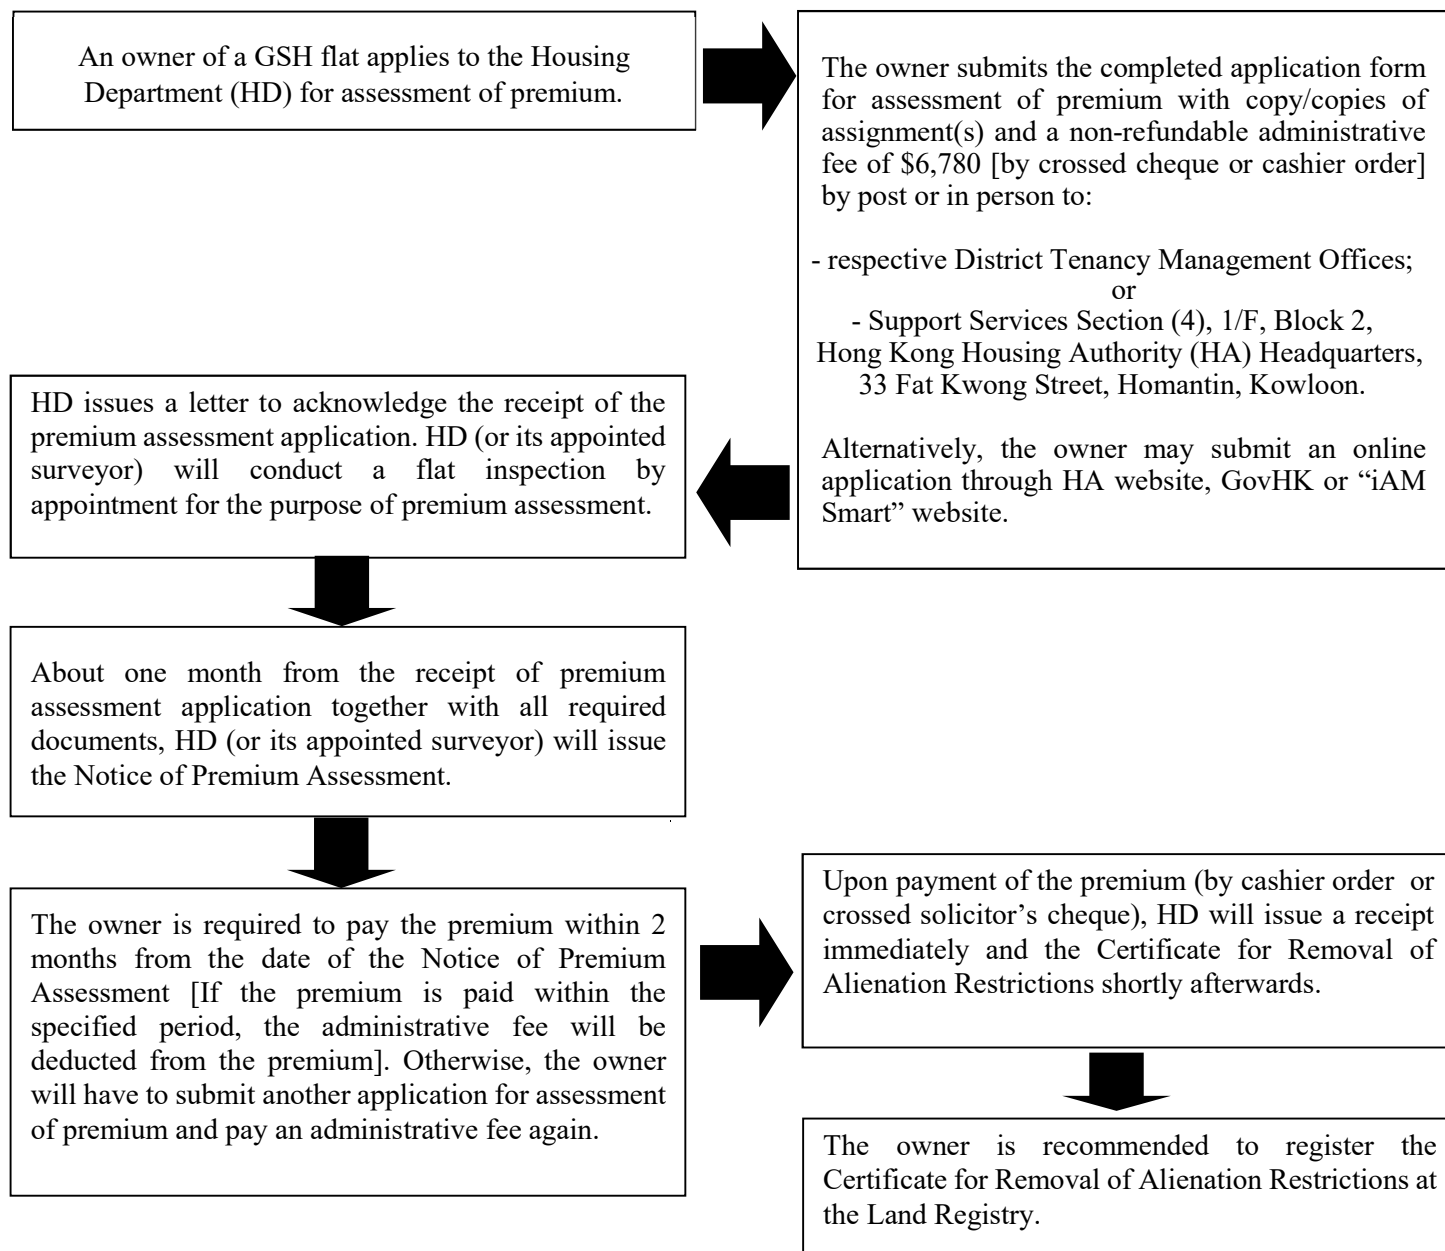 An owner of a GSH flat applies to the Housing
Department (HD) for assessment of premium.
The owner submits the completed application form
for assessment of premium with copy/copies of
assignment(s) and a non-refundable administrative
fee of $6,780 [by crossed cheque or cashier order]
by post or in person to:
- respective District Tenancy Management Offices;
or
- Support Services Section (4), 1/F, Block 2,
Hong Kong Housing Authority (HA) Headquarters,
33 Fat Kwong Street, Homantin, Kowloon.
Alternatively, the owner may submit an online
application through HA website, GovHK or “iAM
Smart” website.
HD issues a letter to acknowledge the receipt of the
premium assessment application. HD (or its appointed
surveyor) will conduct a flat inspection by
appointment for the purpose of premium assessment.
About one month from the receipt of premium
assessment application together with all required
documents, HD (or its appointed surveyor) will issue
the Notice of Premium Assessment.
The owner is required to pay the premium within 2
months from the date of the Notice of Premium
Assessment [If the premium is paid within the
specified period, the administrative fee will be
deducted from the premium]. Otherwise, the owner
will have to submit another application for assessment
of premium and pay an administrative fee again.
Upon payment of the premium (by cashier order or
crossed solicitor’s cheque), HD will issue a receipt
immediately and the Certificate for Removal of
Alienation Restrictions shortly afterwards.
The owner is recommended to register the
Certificate for Removal of Alienation Restrictions at
the Land Registry.